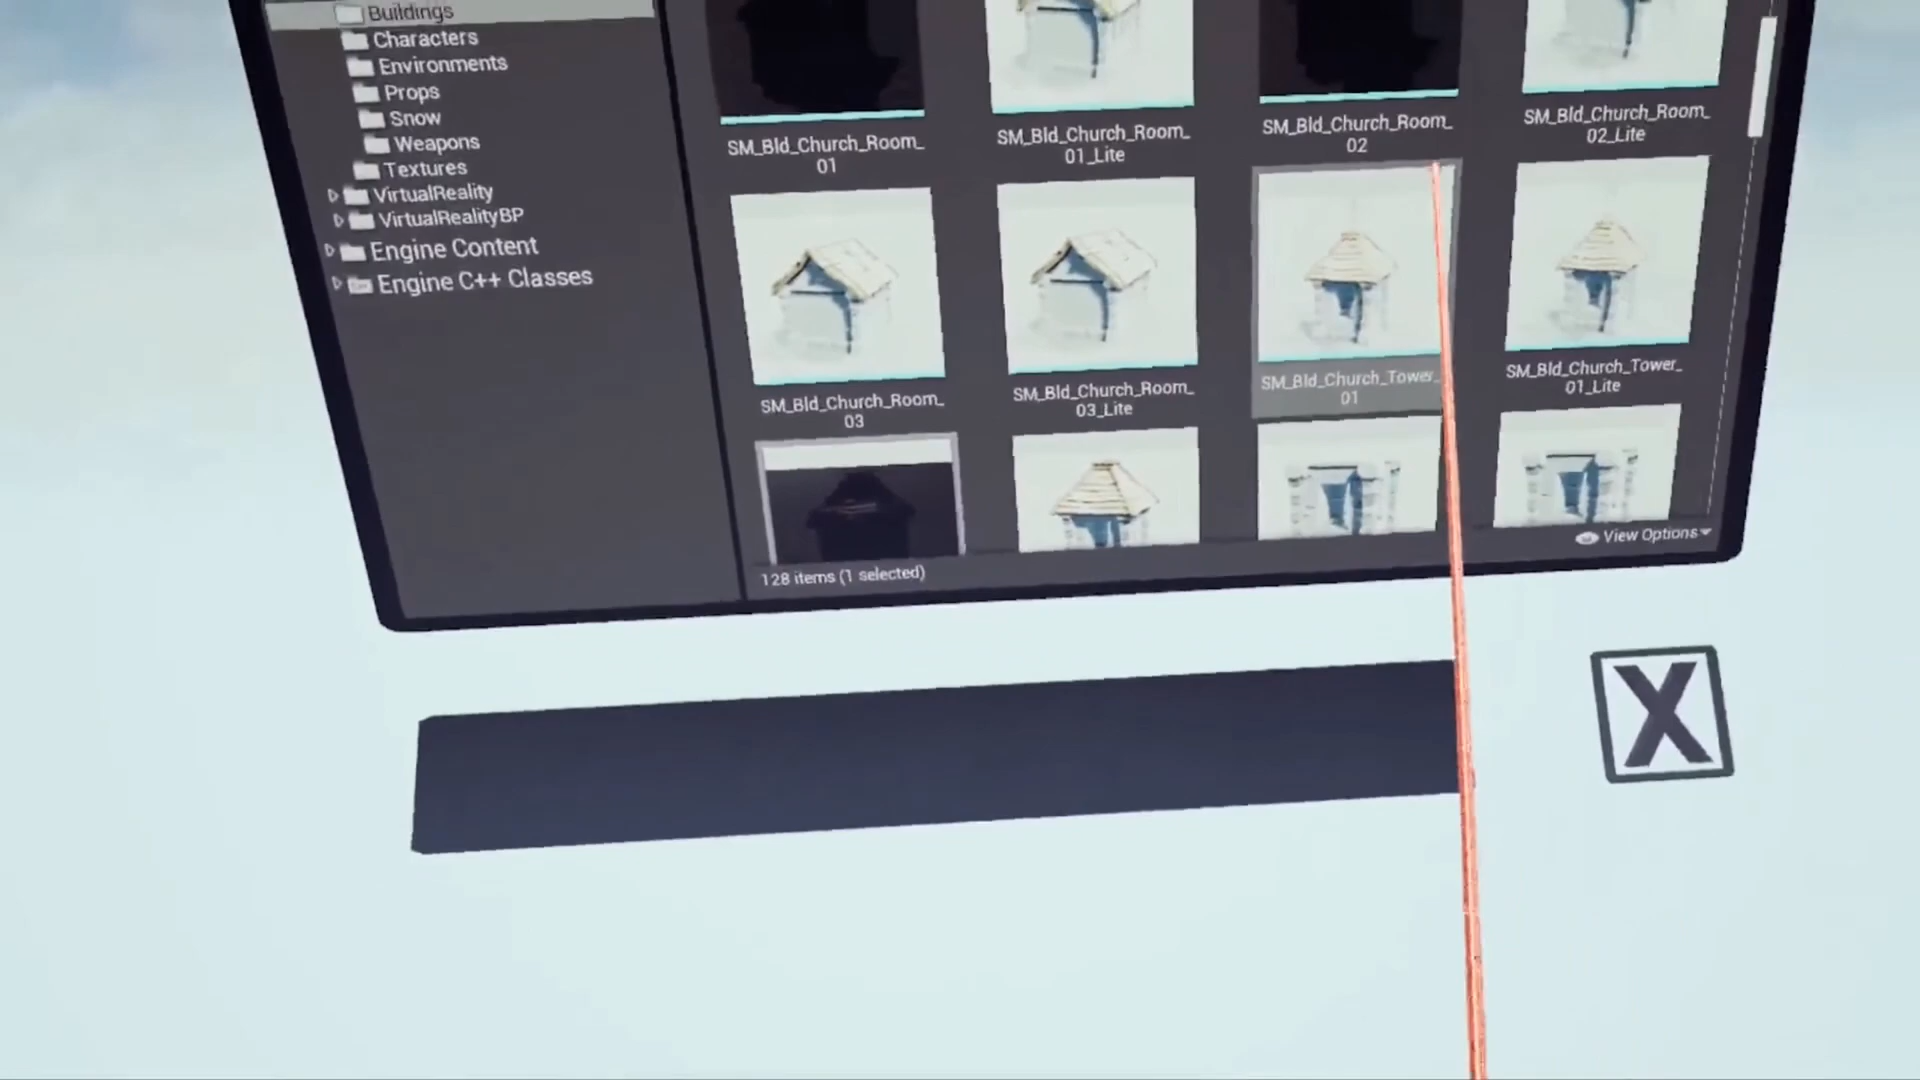 Buildings
Characters
Environments
Props
Snow
Weapons
Textures
VirtualReality
VirtualRealityBP
Engine Content
Engine C++ Classes
SM_Bld_Church_Room_
01
SM_Bld_Church_Room_
01_Lite
SM_Bld_Church_Room_
02
SM_Bld_Church_Room_
02_Lite
SM_Bld_Church_Room_
03
SM_Bld_Church_Room_
03_Lite
SM_Bld_Church_Tower_
01
SM_Bld_Church_Tower_
01_Lite
128 items (1 selected)
View Options
X